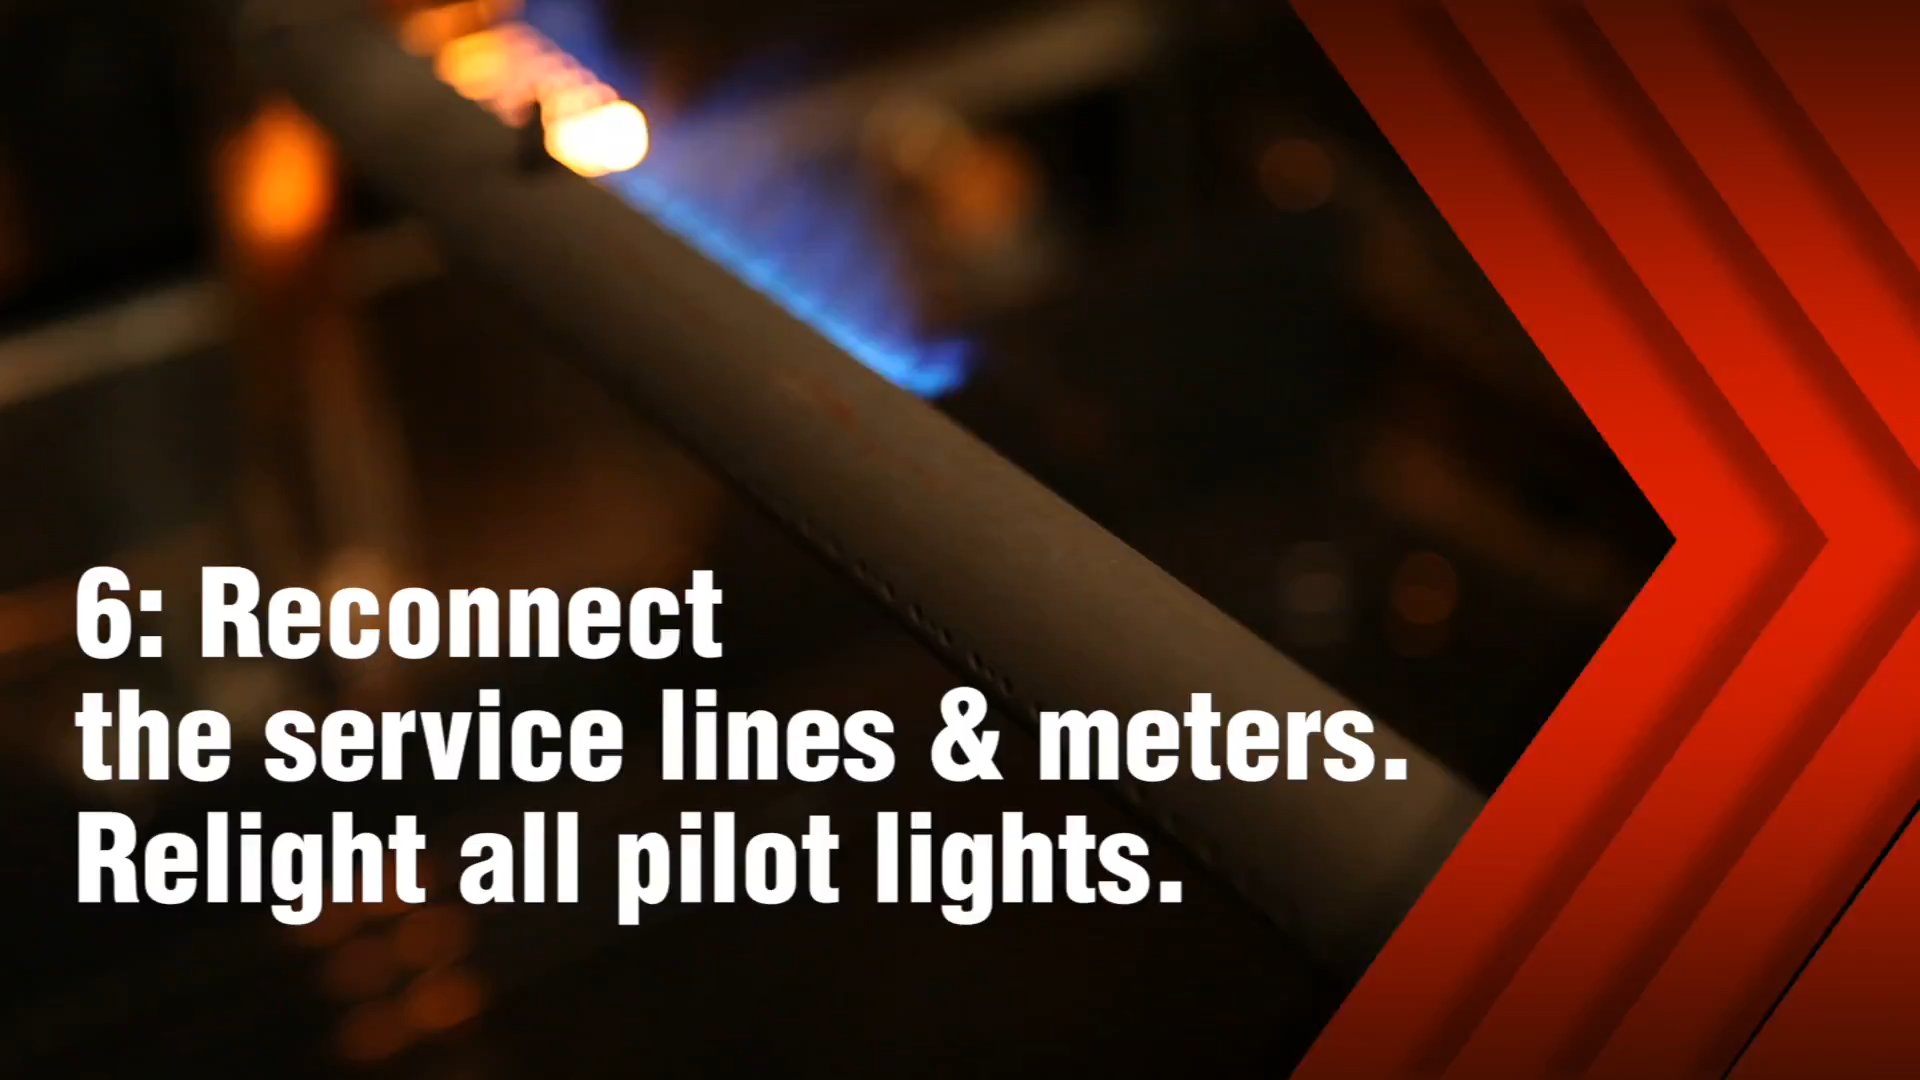 6: Reconnect
the service lines & meters.
Relight all pilot lights.